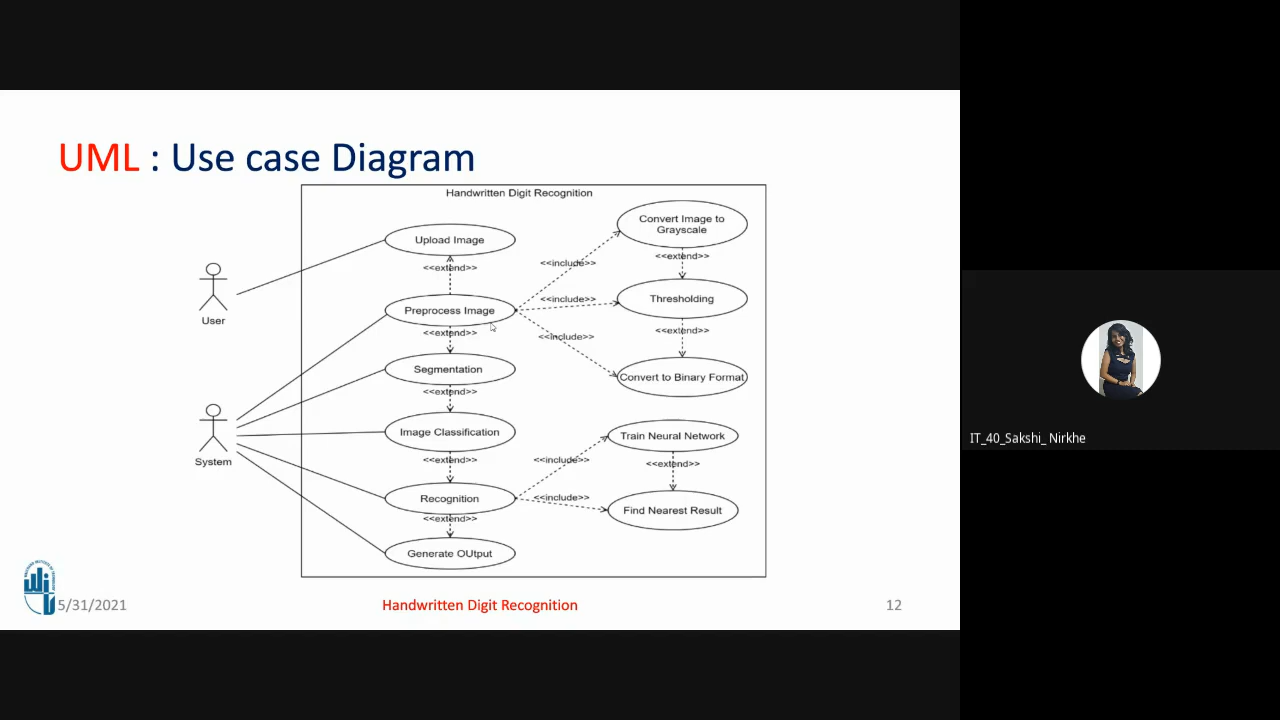 UML : Use case Diagram
Handwritten Digit Recognition
Upload Image
<<extend>>
Preprocess Image
<<extend>>
Segmentation
<<extend>>
Image Classification
<<extend>>
Recognition
<<extend>>
Generate OUtput
<<include>>
<<include>>
<<include>>
Convert Image to
Grayscale
<<extend>>
Thresholding
<<extend>>
Convert to Binary Format
<<include>>
<<include>>
Train Neural Network
<<extend>>
Find Nearest Result
User
System
5/31/2021
Handwritten Digit Recognition
12
IT_40_Sakshi_ Nirkhe